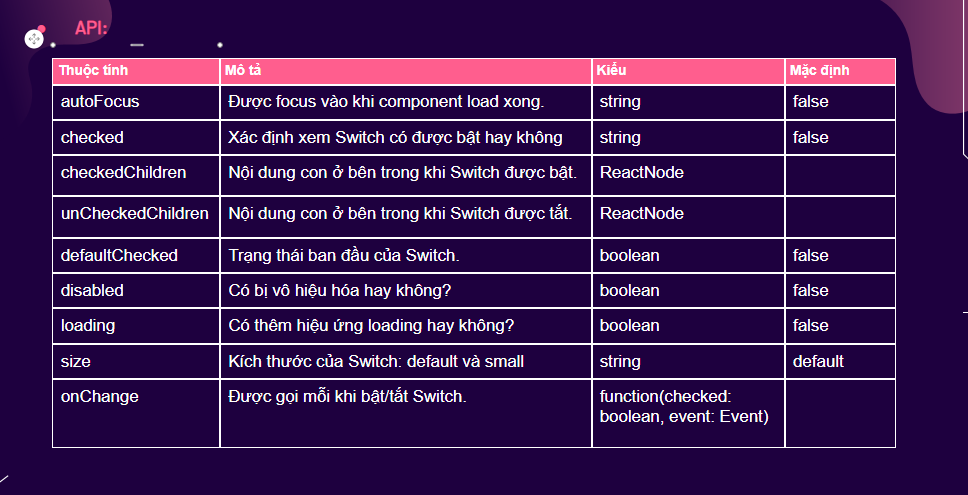 API:
Thuộc tính Mô tả Kiểu Mặc định
autoFocus Được focus vào khi component load xong. string false
checked Xác định xem Switch có được bật hay không string false
checkedChildren Nội dung con ở bên trong khi Switch được bật. ReactNode
unCheckedChildren Nội dung con ở bên trong khi Switch được tắt. ReactNode
defaultChecked Trạng thái ban đầu của Switch. boolean false
disabled Có bị vô hiệu hóa hay không? boolean false
loading Có thêm hiệu ứng loading hay không? boolean false
size Kích thước của Switch: default và small string default
onChange Được gọi mỗi khi bật/tắt Switch. function(checked:
boolean, event: Event)